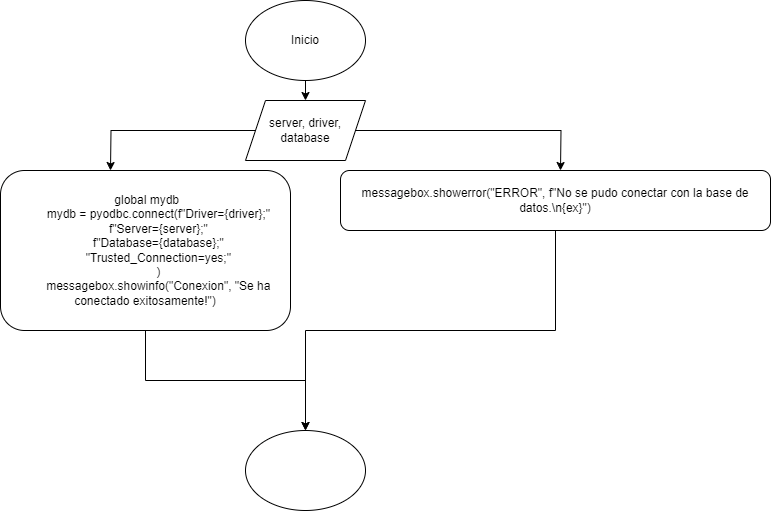 Inicio
server, driver,
database
global mydb
mydb = pyodbc.connect(f"Driver={driver};"
f"Server={server};"
f"Database={database};"
"Trusted_Connection=yes;"
)
messagebox.showinfo("Conexion", "Se ha
conectado exitosamente!")
messagebox.showerror("ERROR", f"No se pudo conectar con la base de
datos.\n{ex}")